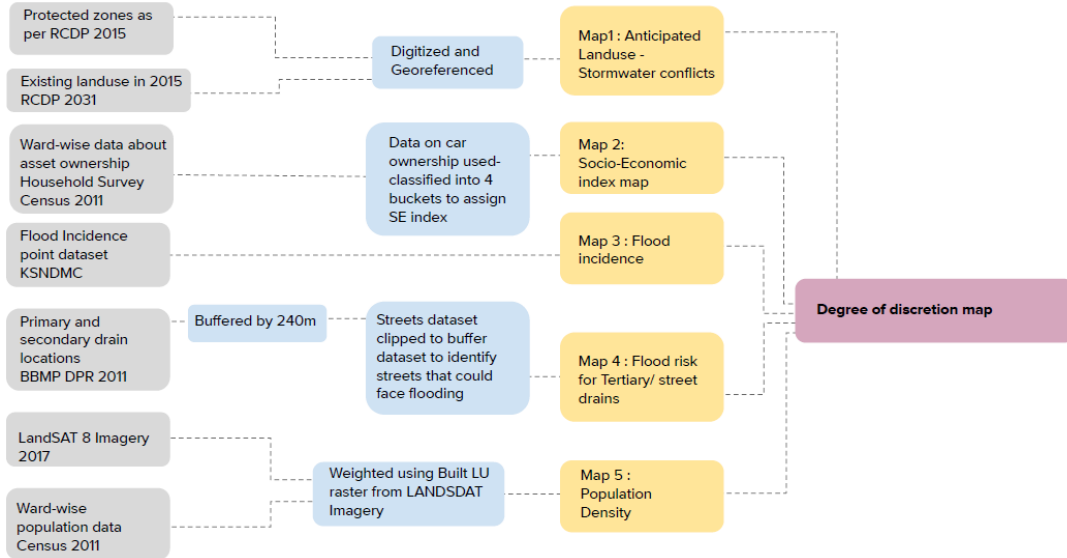 Protected zones as
per RCDP 2015
Existing landuse in 2015
RCDP 2031
Digitized and
Georeferenced
Map1 : Anticipated
Landuse -
Stormwater conflicts
Ward-wise data about
asset ownership
Household Survey
Census 2011
Data on car
ownership used-
classified into 4
buckets to assign
SE index
Map 2:
Socio-Economic
index map
Flood Incidence
point dataset
KSNDMC
Map 3 : Flood
incidence
Degree of discretion map
Primary and
secondary drain
locations
BBMP DPR 2011
Buffered by 240m
Streets dataset
clipped to buffer
dataset to identify
streets that could
face flooding
Map 4 : Flood risk
for Tertiary/ street
drains
LandSAT 8 Imagery
2017
Ward-wise
population data
Census 2011
Weighted using Built LU
raster from LANDSDAT
Imagery
Map 5 :
Population
Density